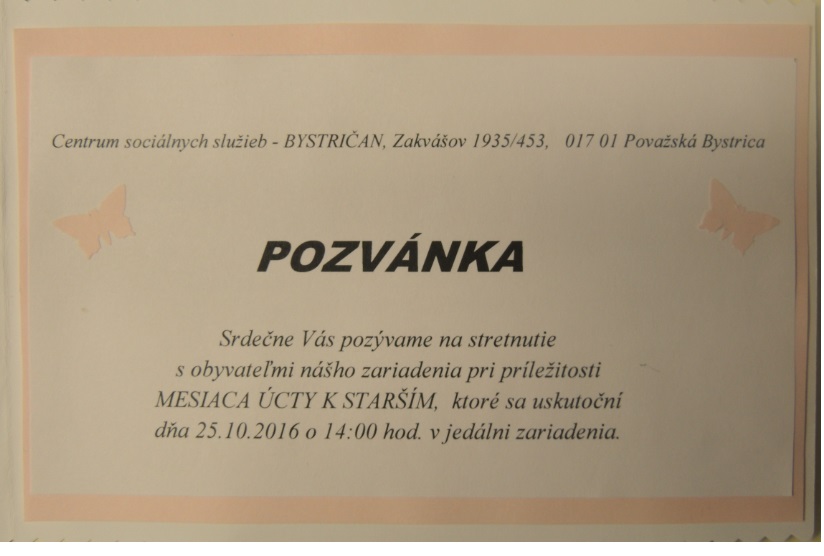 Centrum sociálnych služieb - BYSTRIČAN, Zakvášov 1935/453, 017 01 Považská Bystrica
POZVÁNKA
Srdečne Vás pozývame na stretnutie
s obyvateľmi nášho zariadenia pri príležitosti
MESIACA ÚCTY K STARŠÍM, ktoré sa uskutoční
dňa 25.10.2016 o 14:00 hod. v jedálni zariadenia.